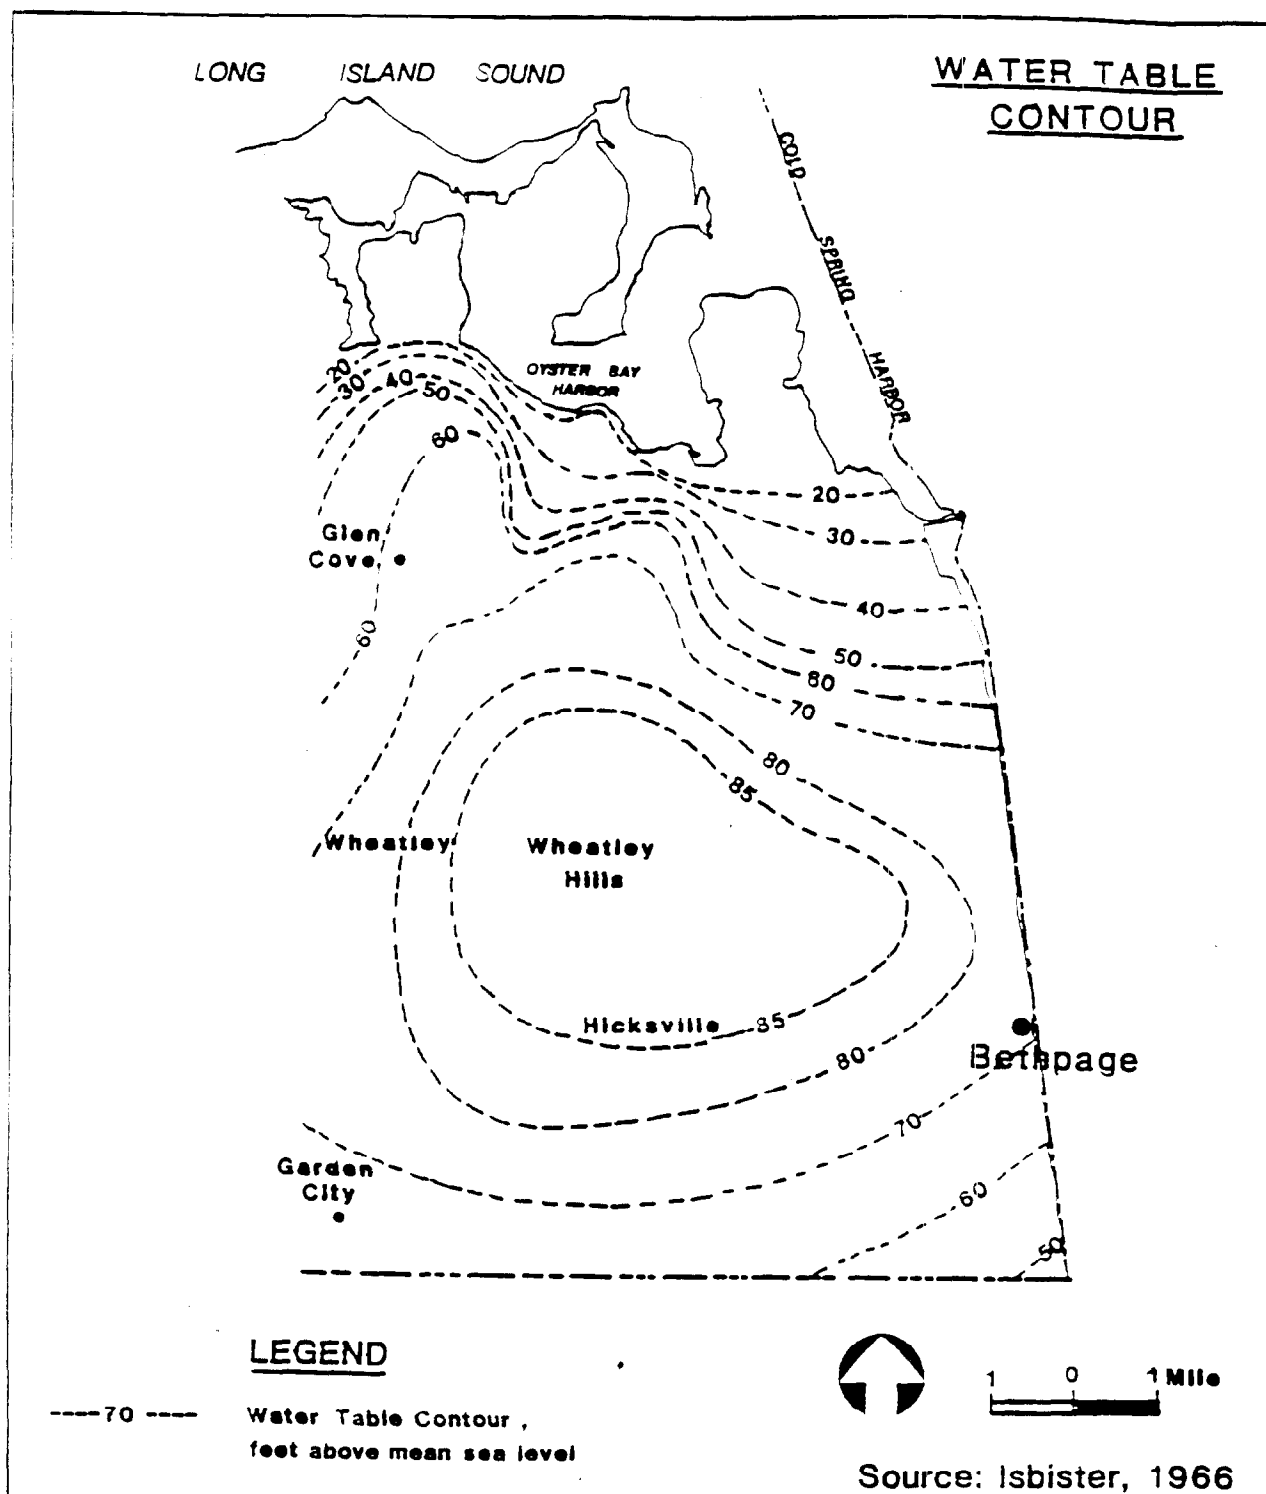 LONG ISLAND SOUND
WATER TABLE
CONTOUR
COLD
SPRING
HARBOR
OYSTER BAY
HARBOR
20
30
40
50
60
20
30
40
50
60
70
Glen
Cove
60
80
85
Wheatley
Wheatley
Hills
Hicksville
85
80
Bethpage
70
Garden
City
60
50
LEGEND
----70 ----
Water Table Contour ,
feet above mean sea level
1 0 1 Mile
Source: Isbister, 1966